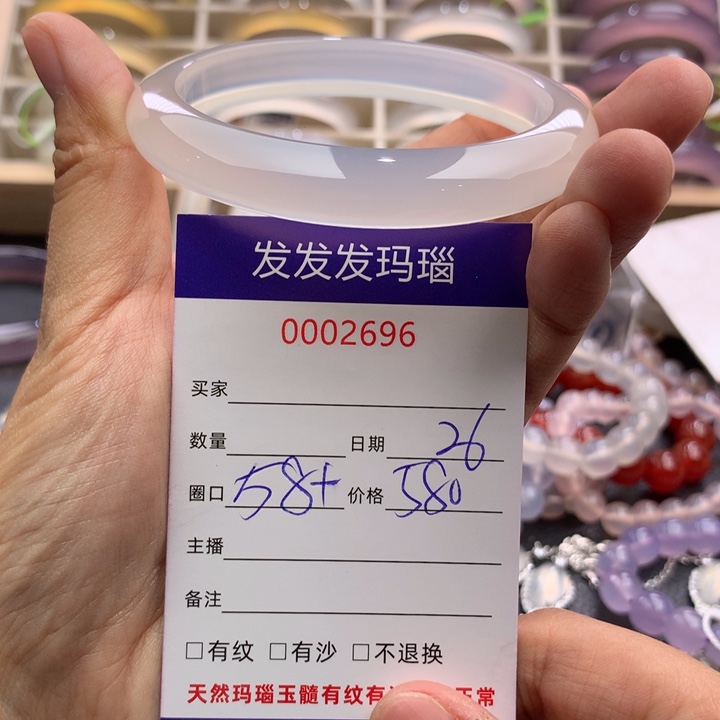 发发发玛瑙
0002696
买家
数量 日期 26
圈口 58+ 价格 580
主播
备注
□有纹 □有沙 □不退换
天然玛瑙玉髓有纹有 正常